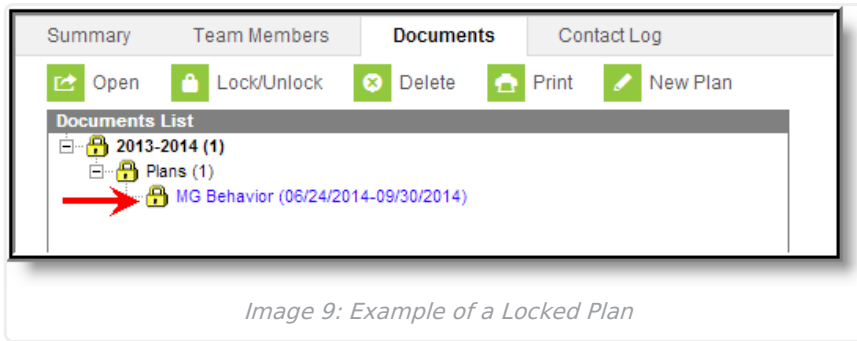 Summary Team Members Documents Contact Log
Open Lock/Unlock Delete Print New Plan
Documents List
2013-2014 (1)
Plans (1)
MG Behavior (06/24/2014-09/30/2014)
Image 9: Example of a Locked Plan